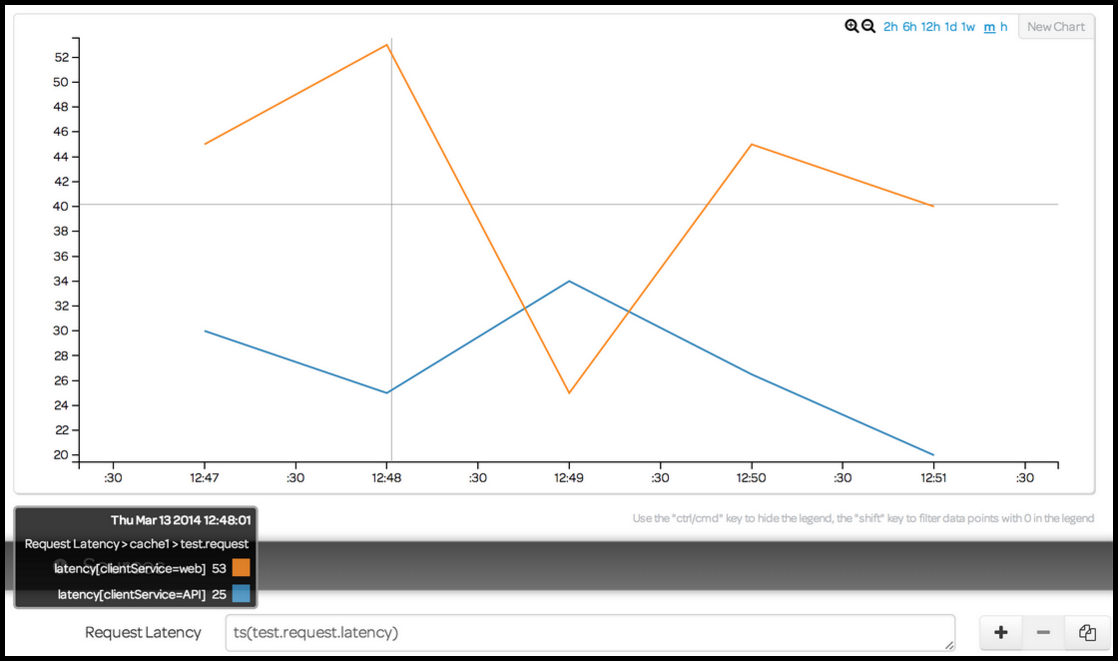 2h 6h 12h 1d 1w m h New Chart
52
50
48
46
44
42
40
38
36
34
32
30
28
26
24
22
20
:30 12:47 :30 12:48 :30 12:49 :30 12:50 :30 12:51 :30
Use the "ctrl/cmd" key to hide the legend, the "shift" key to filter data points with 0 in the legend
Thu Mar 13 2014 12:48:01
Request Latency > cache1 > test.request
latency[clientService=web] 53
latency[clientService=API] 25
Request Latency ts(test.request.latency)